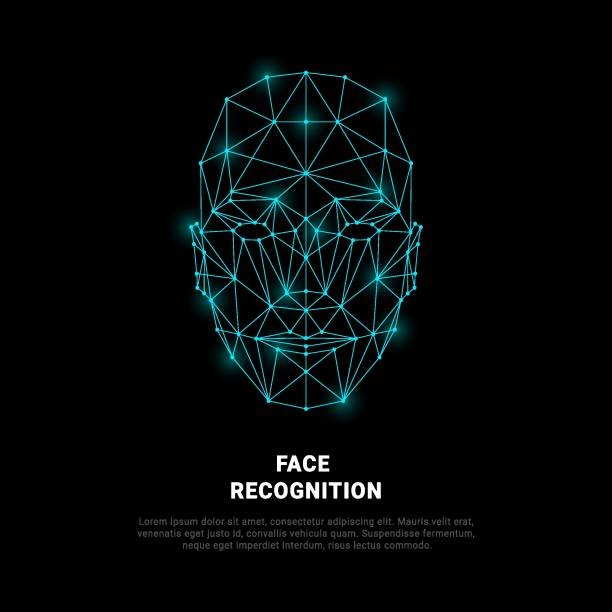 FACE
RECOGNITION
Lorem ipsum dolor sit am, consectetur adipiscing elit. Mauris velit erat,
venenatis eget justo id, convallis vehicula quam. Suspendisse fermentum,
neque eget imperdiet interdum, risus lectus commodo.